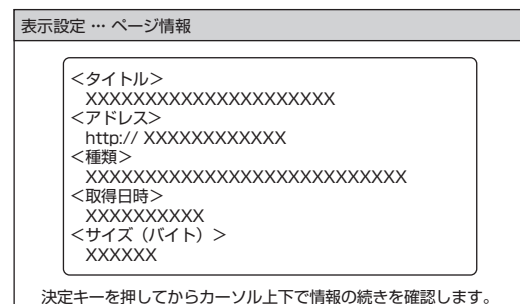 表示設定 … ページ情報
＜タイトル＞
XXXXXXXXXXXXXXXXXXXXX
＜アドレス＞
http:// XXXXXXXXXXXX
＜種類＞
XXXXXXXXXXXXXXXXXXXXXXXXXXX
＜取得日時＞
XXXXXXXXXX
＜サイズ（バイト）＞
XXXXXX
決定キーを押してからカーソル上下で情報の続きを確認します。